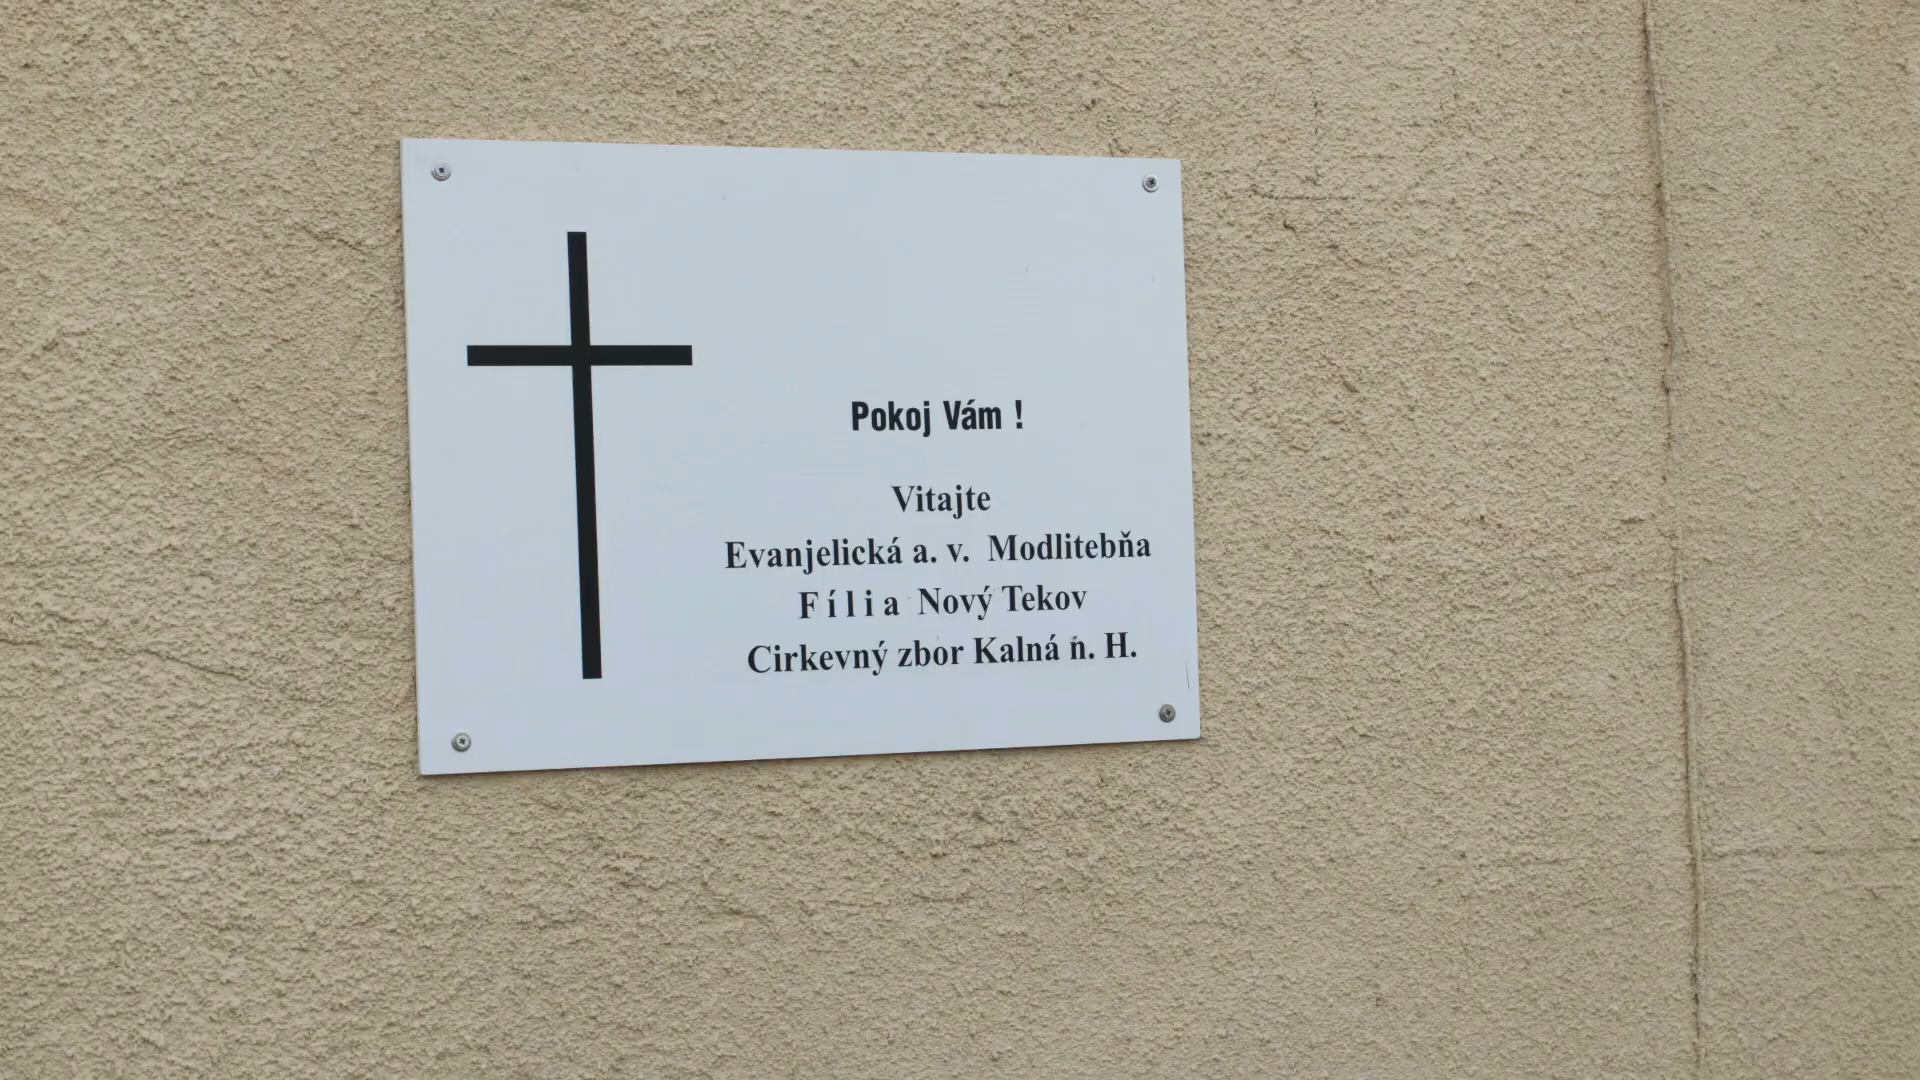 Pokoj Vám !
Vitajte
Evanjelická a. v. Modlitebňa
F í l i a Nový Tekov
Cirkevný zbor Kalná n. H.